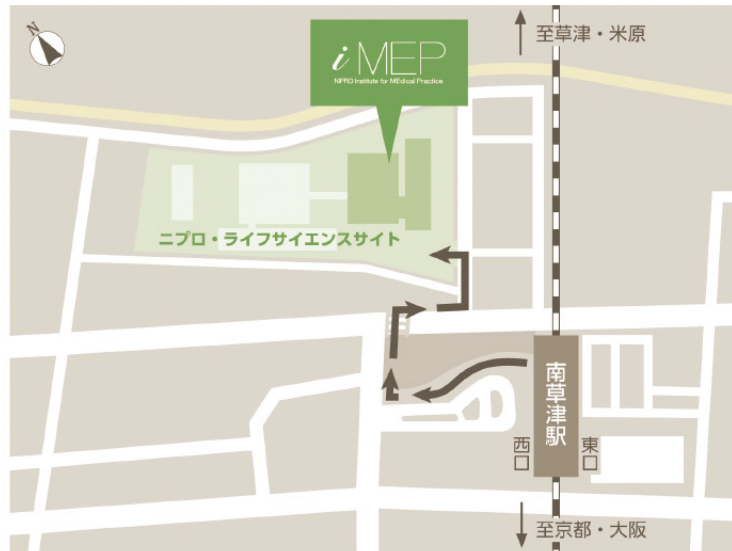 N
至草津・米原
i MEP
NIPRO Institute for MEdical Practice
ニプロ・ライフサイエンスサイト
南草津駅
西口
東口
至京都・大阪